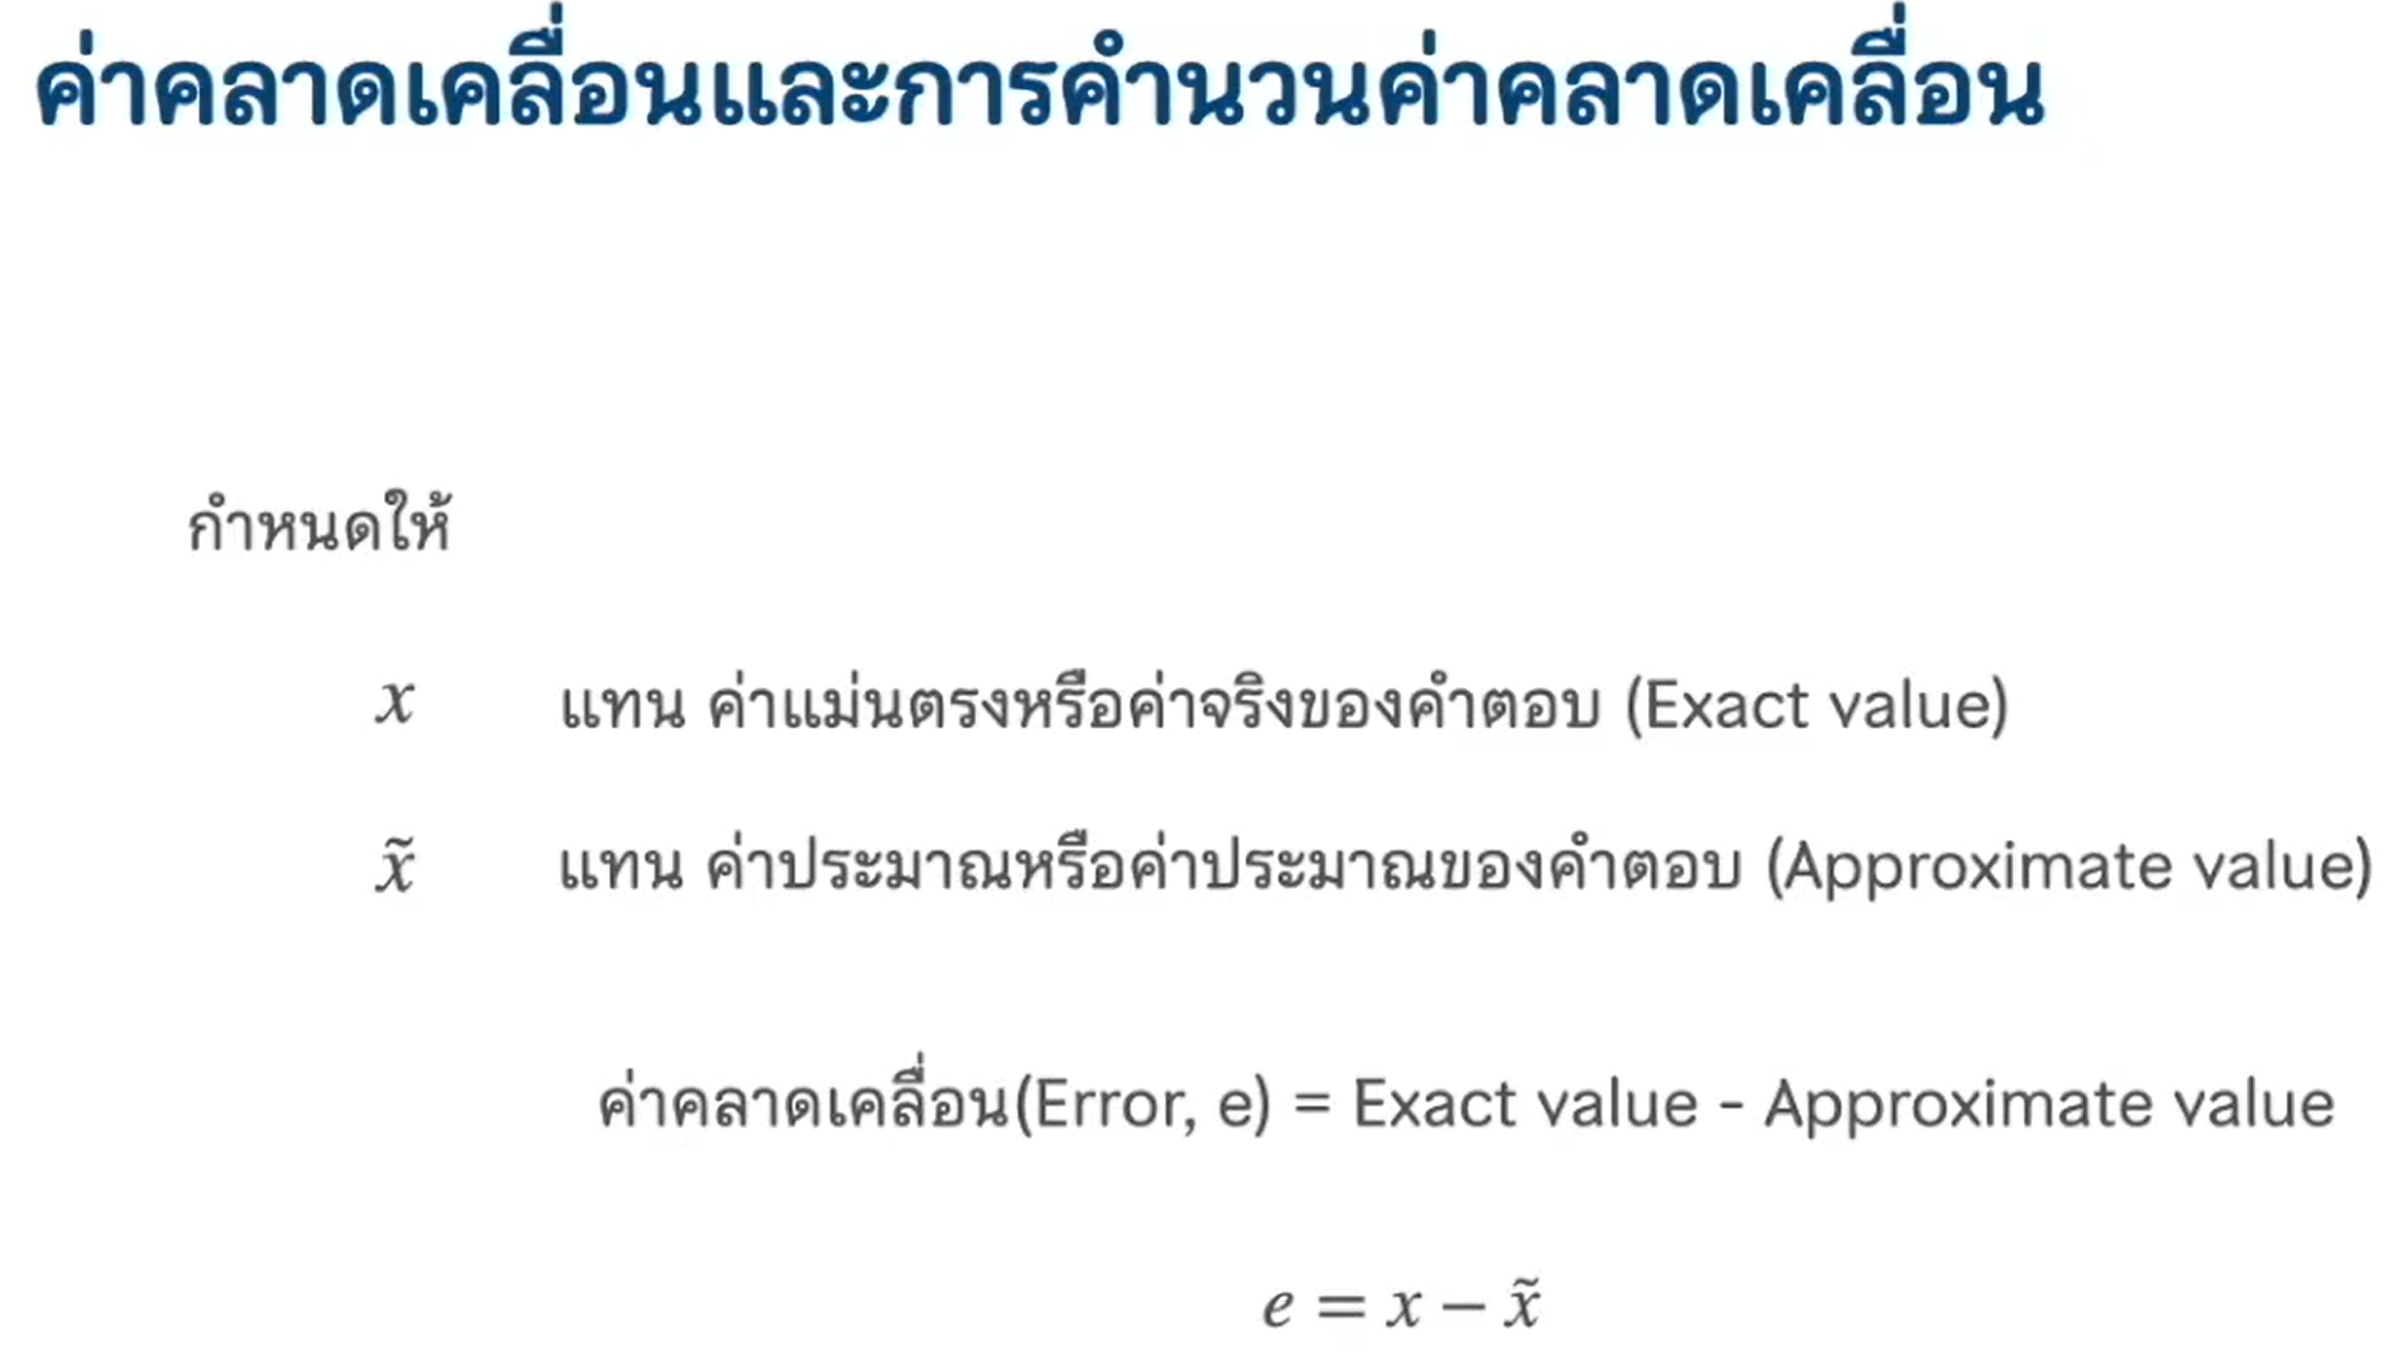 ค่าคลาดเคลื่อนและการคำนวนค่าคลาดเคลื่อน
กำหนดให้
x แทน ค่าแม่นตรงหรือค่าจริงของคำตอบ (Exact value)
x̃ แทน ค่าประมาณหรือค่าประมาณของคำตอบ (Approximate value)
ค่าคลาดเคลื่อน(Error, e) = Exact value - Approximate value
e = x − x̃